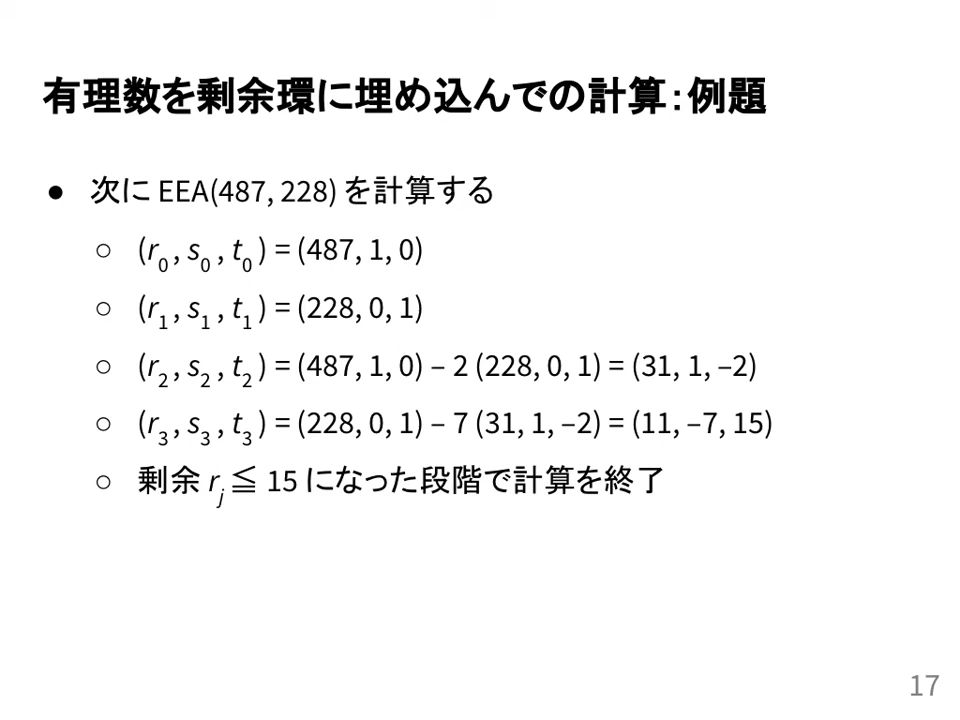 有理数を剰余環に埋め込んでの計算：例題
● 次に EEA(487, 228) を計算する
○ (r₀ , s₀ , t₀ ) = (487, 1, 0)
○ (r₁ , s₁ , t₁ ) = (228, 0, 1)
○ (r₂ , s₂ , t₂ ) = (487, 1, 0) – 2 (228, 0, 1) = (31, 1, –2)
○ (r₃ , s₃ , t₃ ) = (228, 0, 1) – 7 (31, 1, –2) = (11, –7, 15)
○ 剰余 rⱼ ≦ 15 になった段階で計算を終了
17